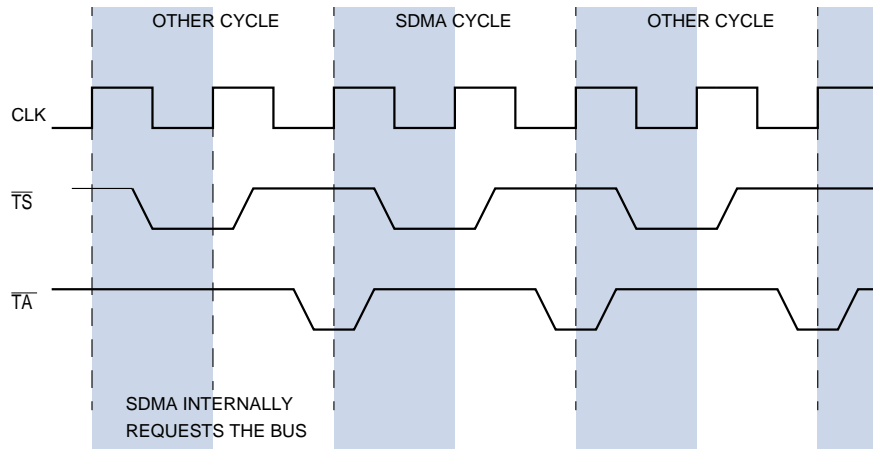 OTHER CYCLE
SDMA CYCLE
OTHER CYCLE
CLK
TS
TA
SDMA INTERNALLY
REQUESTS THE BUS